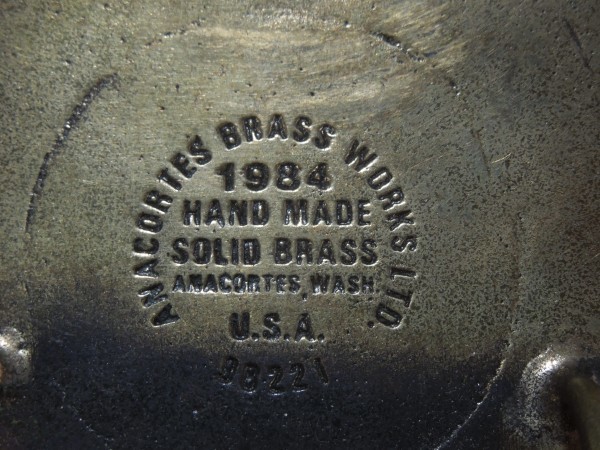 ANACORTES BRASS WORKS LTD.
1984
HAND MADE
SOLID BRASS
ANACORTES, WASH.
U.S.A.
98221